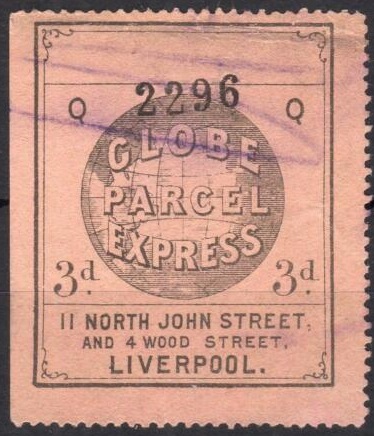 2296
Q Q
GLOBE
PARCEL
EXPRESS
3d. 3d.
11 NORTH JOHN STREET,
AND 4 WOOD STREET,
LIVERPOOL.